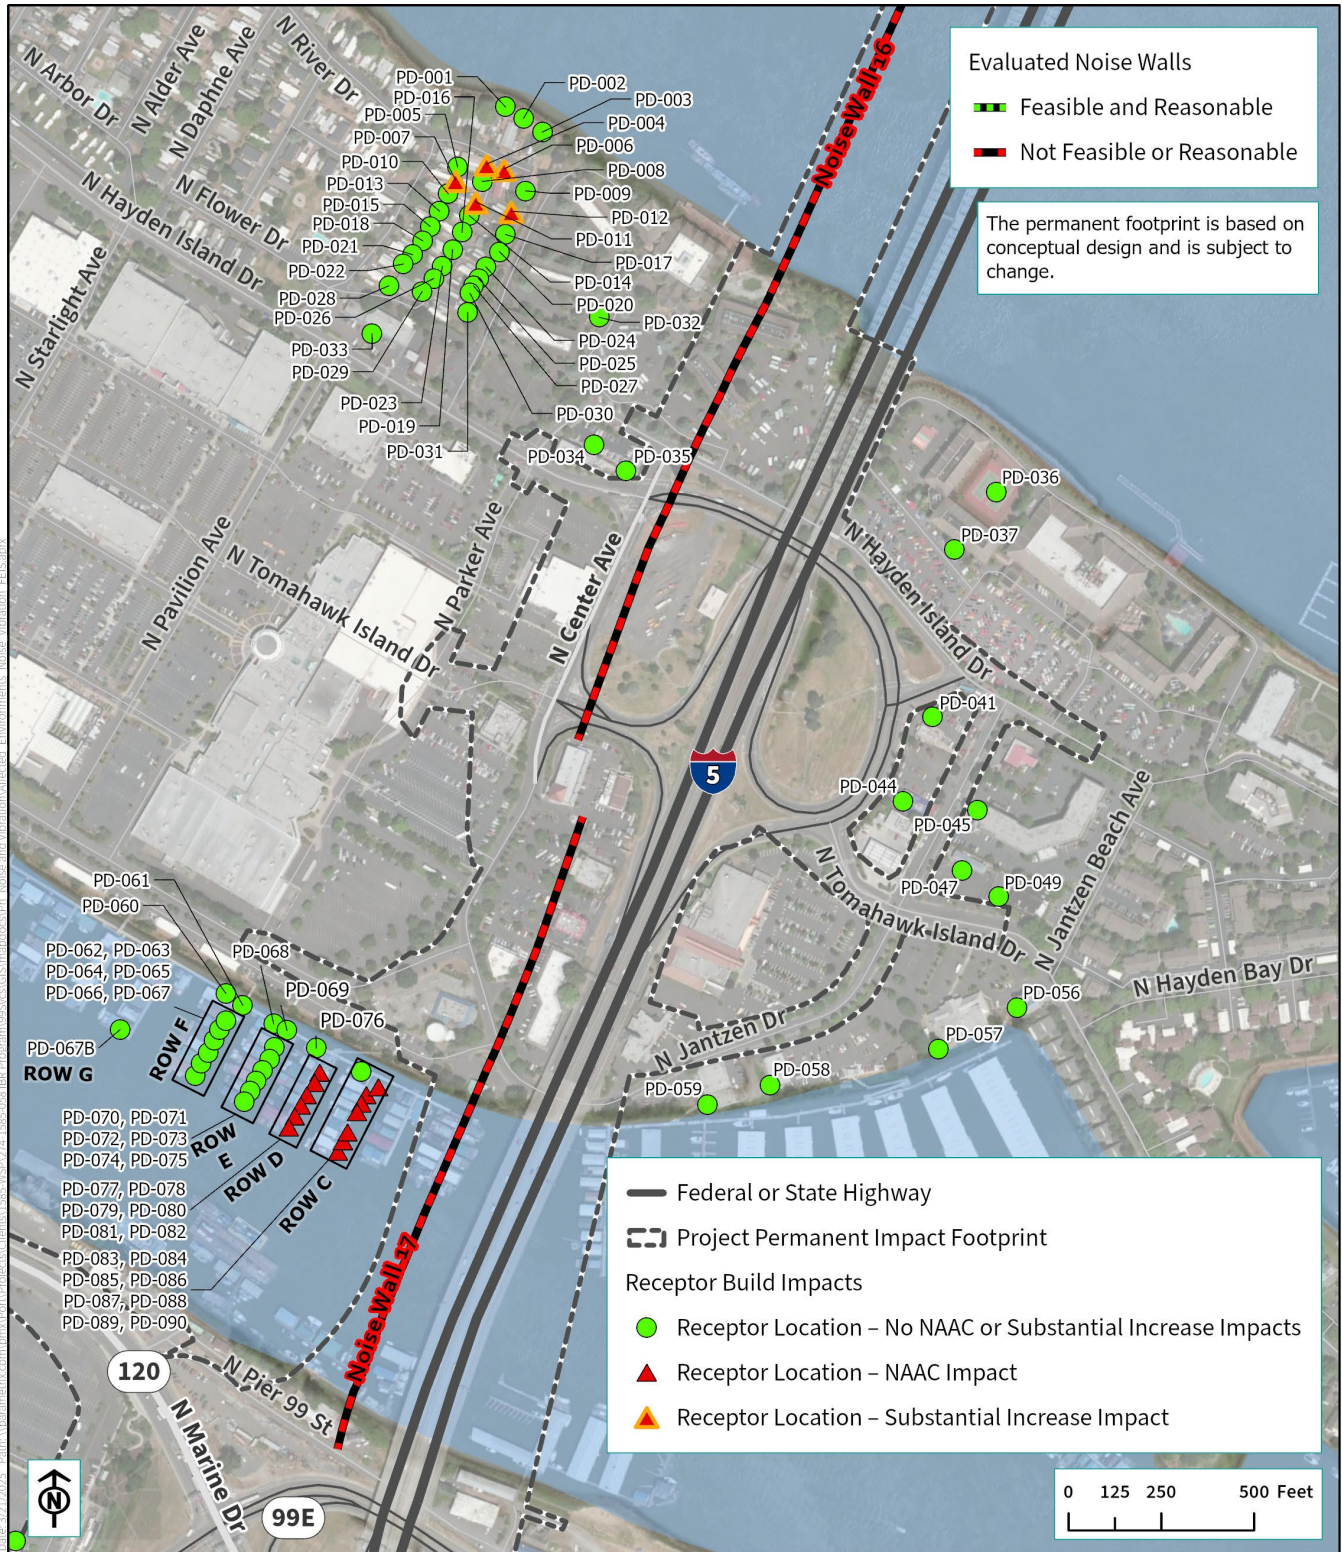 N River Dr
N Alder Ave
N Daphne Ave
N Arbor Dr
N Hayden Island Dr
N Flower Dr
N Starlight Ave
PD-001
PD-016
PD-005
PD-007
PD-010
PD-013
PD-015
PD-018
PD-021
PD-022
PD-028
PD-026
PD-033
PD-029
PD-023
PD-019
PD-031
PD-002
PD-003
PD-004
PD-006
PD-008
PD-009
PD-012
PD-011
PD-017
PD-014
PD-020
PD-032
PD-024
PD-025
PD-027
PD-030
PD-034
PD-035
Noise Wall 16
Evaluated Noise Walls
Feasible and Reasonable
Not Feasible or Reasonable
The permanent footprint is based on
conceptual design and is subject to
change.
PD-036
PD-037
N Hayden Island Dr
N Pavilion Ave
N Tomahawk Island Dr
N Parker Ave
N Center Ave
5
PD-041
PD-044
PD-045
PD-047
PD-049
N Tomahawk Island Dr
N Jantzen Beach Ave
N Hayden Bay Dr
N Jantzen Dr
PD-056
PD-057
PD-058
PD-059
PD-061
PD-060
PD-062, PD-063
PD-064, PD-065
PD-066, PD-067
PD-068
PD-069
PD-076
PD-067B
ROW G
ROW F
PD-070, PD-071
PD-072, PD-073
PD-074, PD-075
ROW
E
ROW D
ROW C
PD-077, PD-078
PD-079, PD-080
PD-081, PD-082
PD-083, PD-084
PD-085, PD-086
PD-087, PD-088
PD-089, PD-090
Noise Wall 17
120
N Pier 99 St
N Marine Dr
99E
N
Federal or State Highway
Project Permanent Impact Footprint
Receptor Build Impacts
Receptor Location – No NAAC or Substantial Increase Impacts
Receptor Location – NAAC Impact
Receptor Location – Substantial Increase Impact
0 125 250 500 Feet